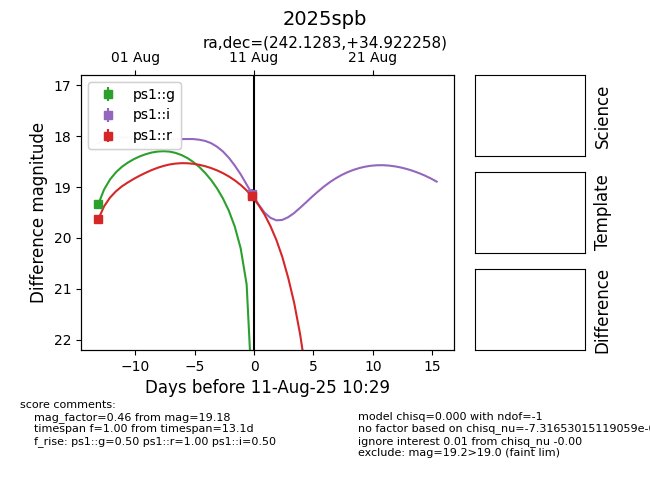 2025spb
ra,dec=(242.1283,+34.922258)
01 Aug 11 Aug 21 Aug
ps1::g
ps1::i
ps1::r
17
18
19
20
21
22
Difference magnitude
−10 −5 0 5 10 15
Days before 11-Aug-25 10:29
Science
Template
Difference
score comments:
mag_factor=0.46 from mag=19.18
timespan f=1.00 from timespan=13.1d
f_rise: ps1::g=0.50 ps1::r=1.00 ps1::i=0.50
model chisq=0.000 with ndof=-1
no factor based on chisq_nu=-7.31653015119059e-
ignore interest 0.01 from chisq_nu -0.00
exclude: mag=19.2>19.0 (faint lim)